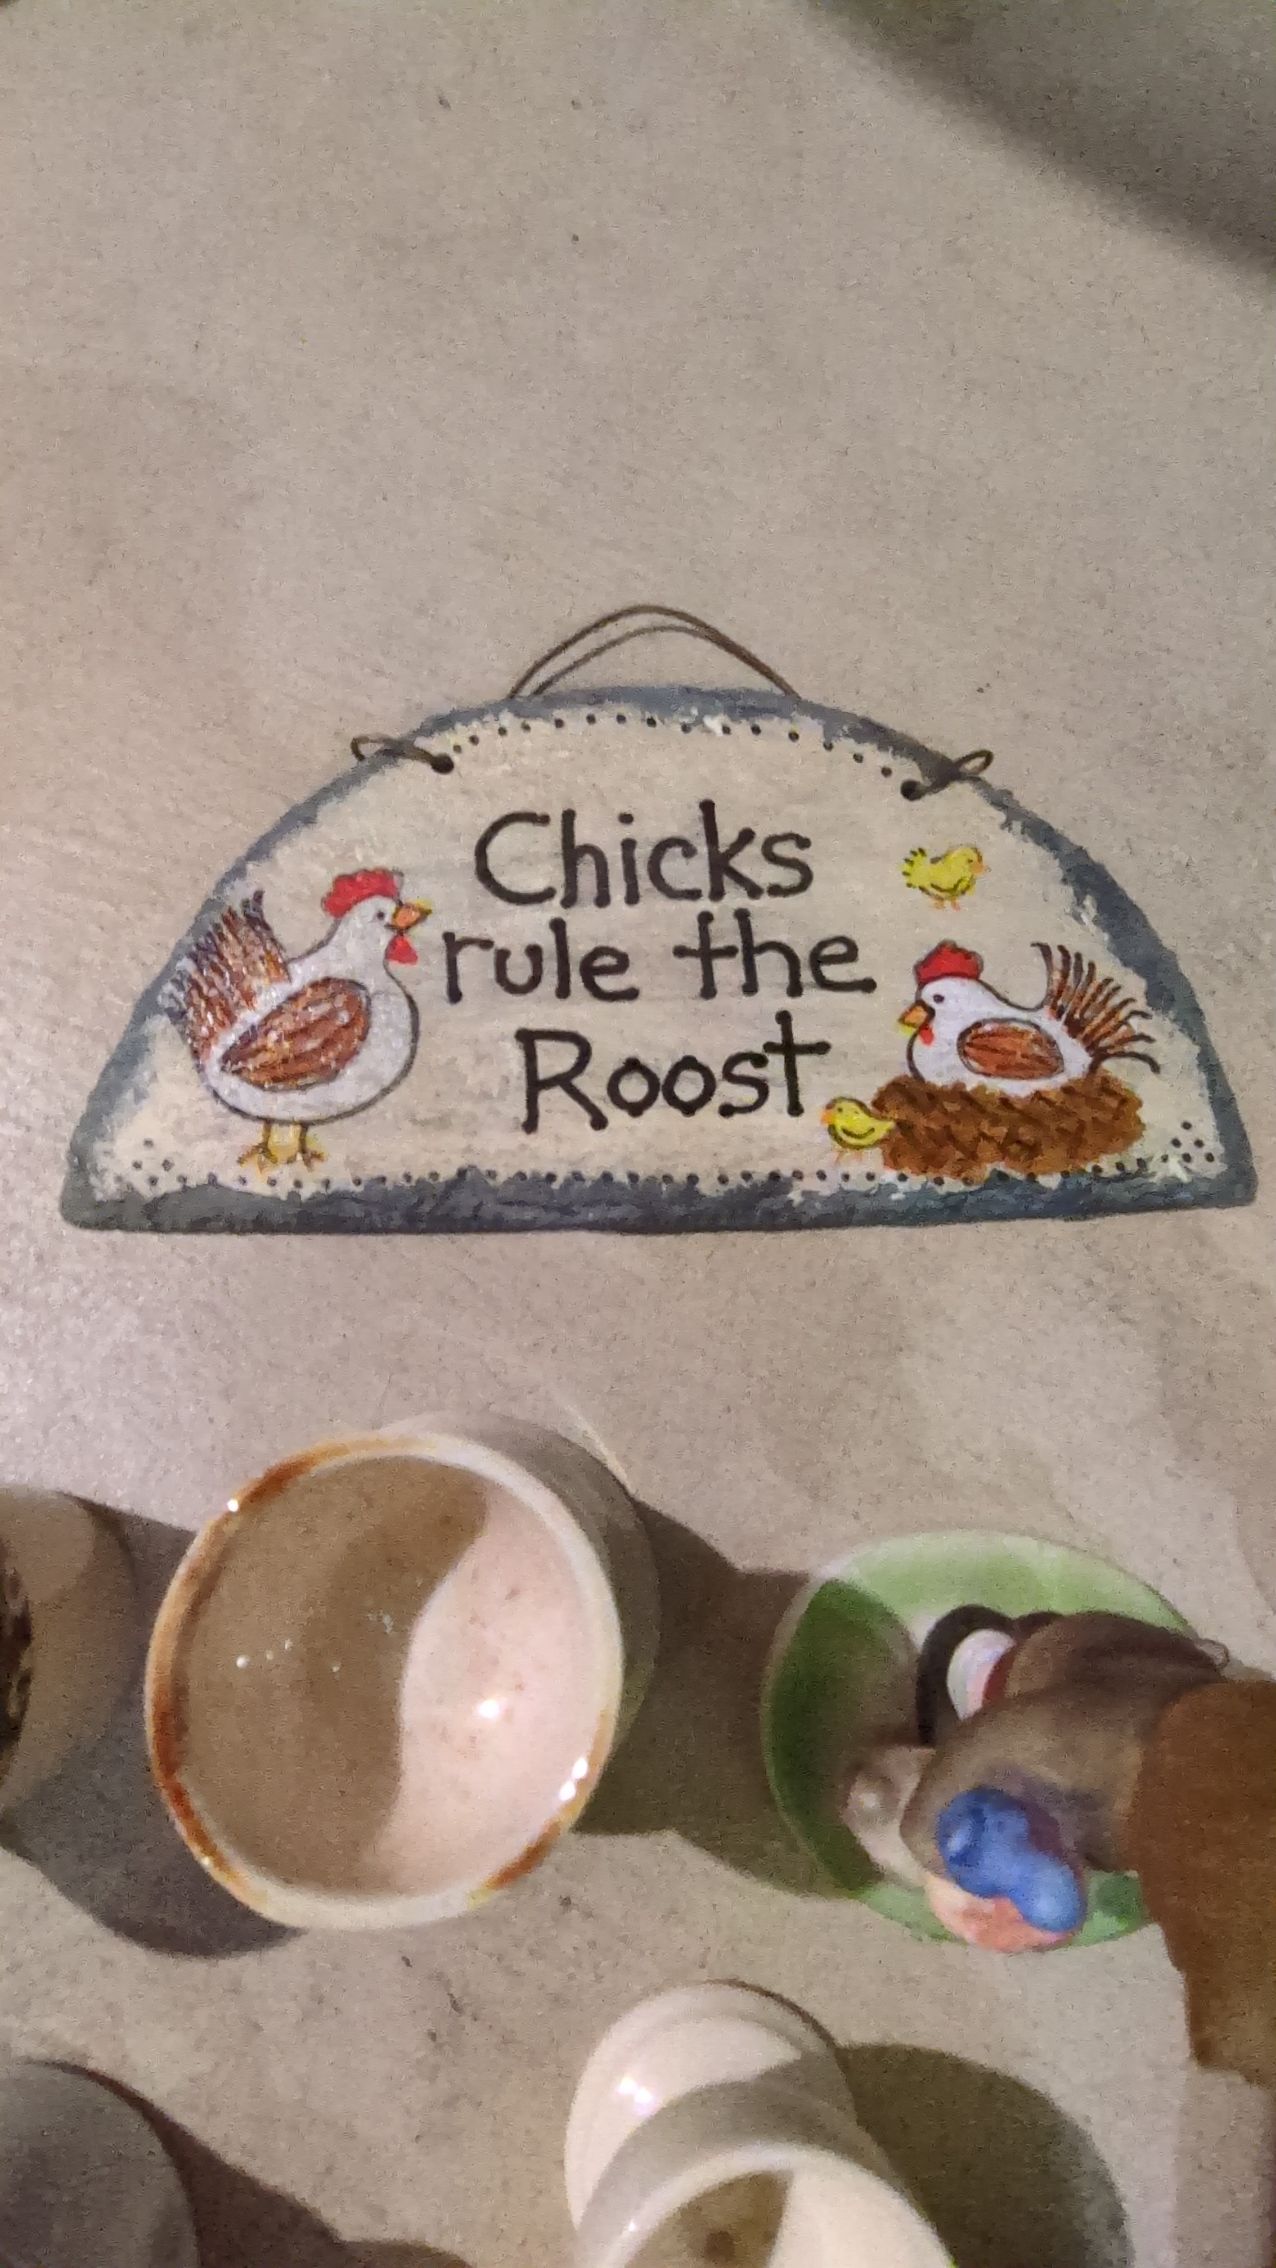 Chicks
rule the
Roost